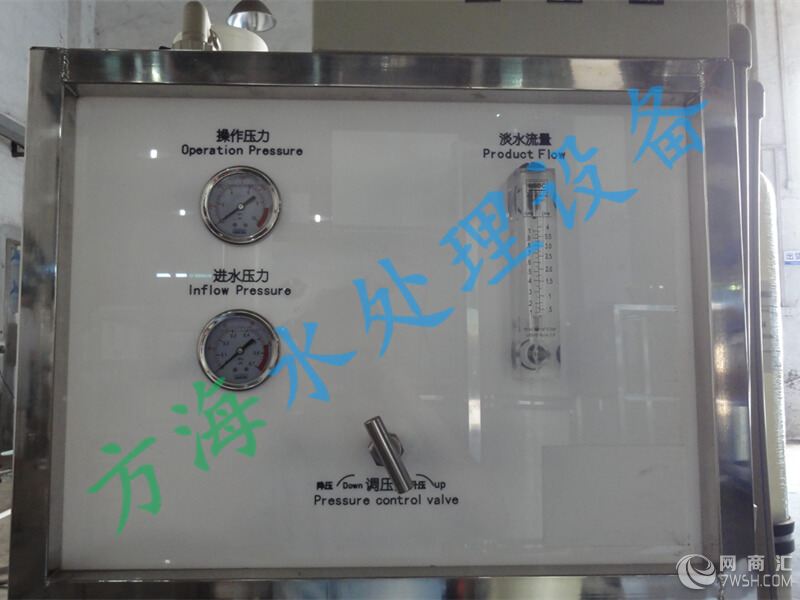 操作压力
Operation Pressure
淡水流量
Product Flow
进水压力
Inflow Pressure
降压 Down 调压 升压 up
Pressure control valve
方海水处理设备
网商汇
7WSH.COM